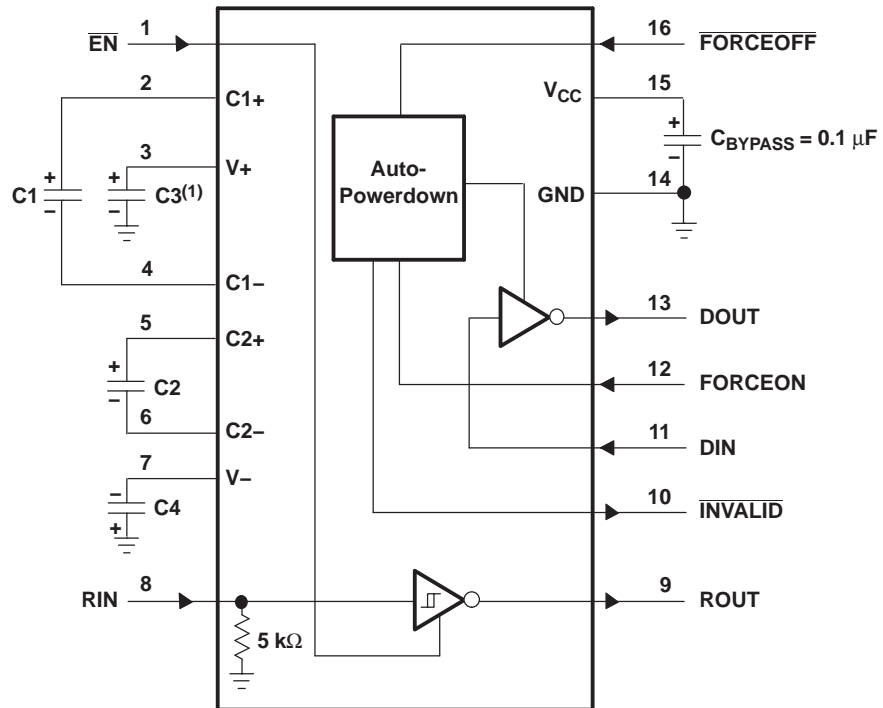 EN 1
16 FORCEOFF
2 C1+
VCC 15
+
CBYPASS = 0.1 μF
−
3 V+
Auto-
Powerdown
+
C1
−
+
C3(1)
−
GND 14
4 C1−
13 DOUT
5 C2+
+
C2
−
12 FORCEON
6 C2−
11 DIN
7 V−
−
C4
+
10 INVALID
RIN 8
9 ROUT
5 kΩ